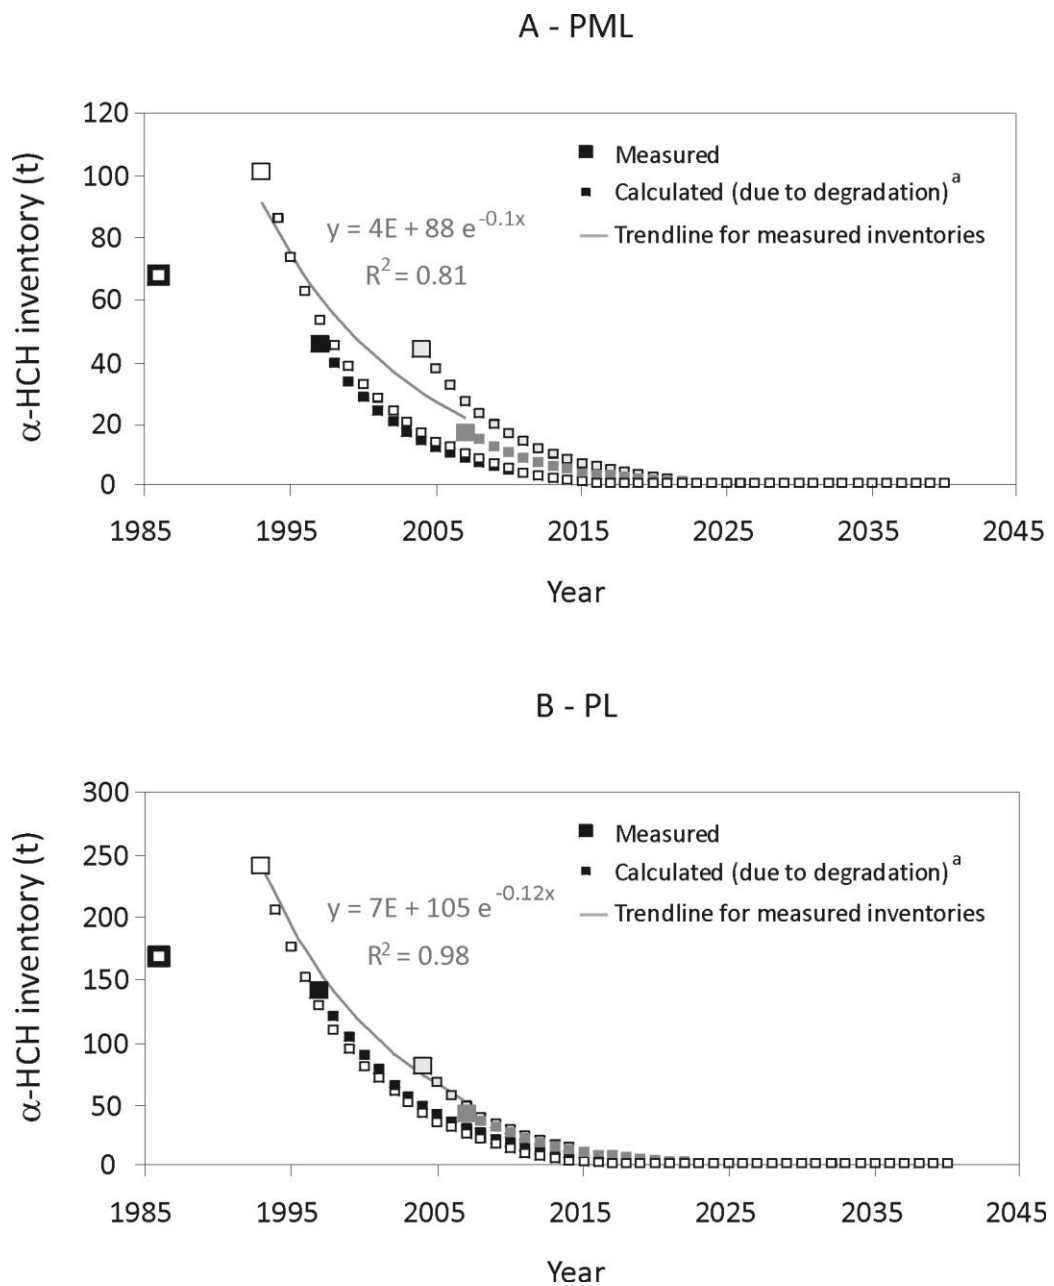 A - PML
120
100
80
60
40
20
0
α-HCH inventory (t)
Measured
Calculated (due to degradation)ᵃ
Trendline for measured inventories
y = 4E + 88 e^-0.1x
R² = 0.81
1985 1995 2005 2015 2025 2035 2045
Year
B - PL
300
250
200
150
100
50
0
α-HCH inventory (t)
Measured
Calculated (due to degradation)ᵃ
Trendline for measured inventories
y = 7E + 105 e^-0.12x
R² = 0.98
1985 1995 2005 2015 2025 2035 2045
Year